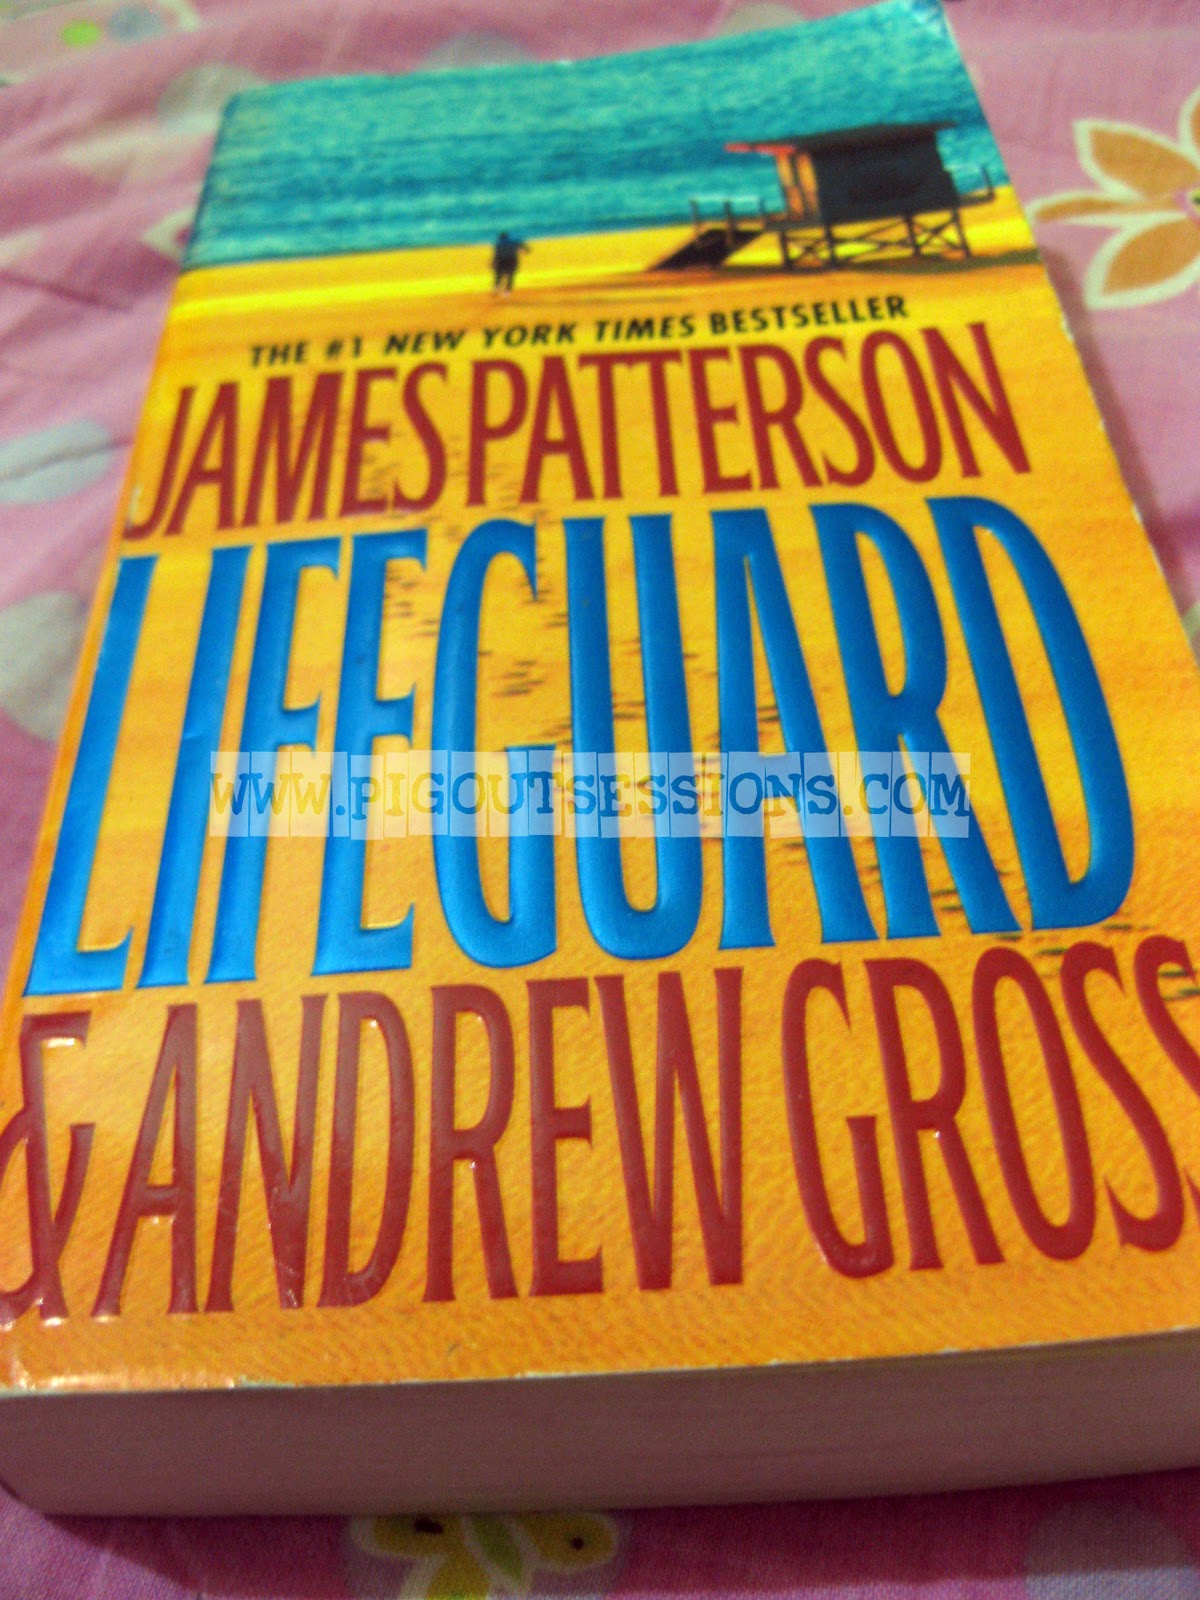 THE #1 NEW YORK TIMES BESTSELLER
JAMES PATTERSON
LIFEGUARD
WWW.PIGOUTSESSIONS.COM
& ANDREW GROSS